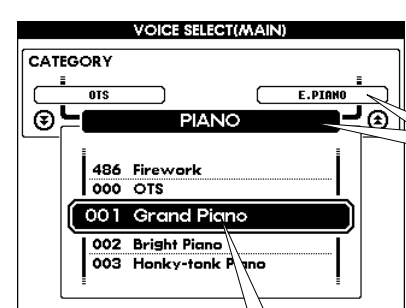 VOICE SELECT(MAIN)
CATEGORY
OTS
E.PIANO
PIANO
486 Firework
000 OTS
001 Grand Piano
002 Bright Piano
003 Honky-tonk Piano